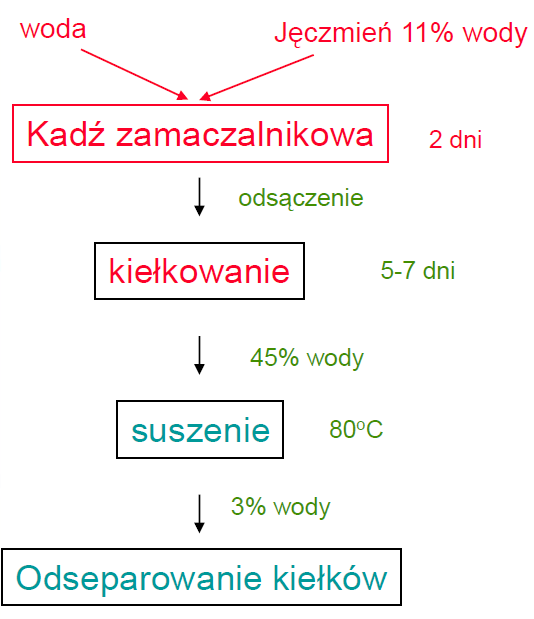 woda
Jęczmień 11% wody
Kadź zamaczalnikowa
2 dni
odsączenie
kiełkowanie
5-7 dni
45% wody
suszenie
80°C
3% wody
Odseparowanie kiełków